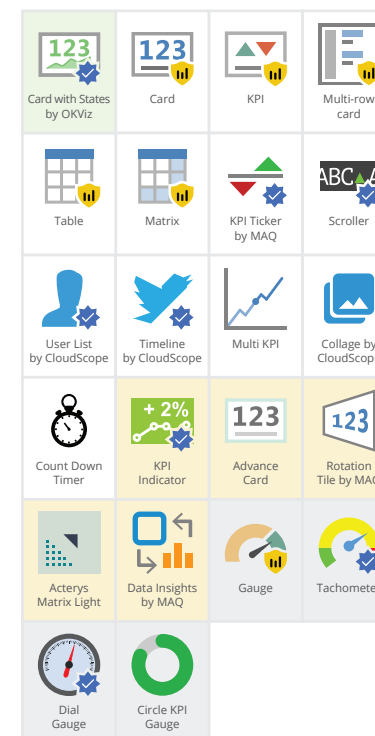 123
123
Card with States
by OKViz
Card
KPI
Multi-row
card
ABC
Table
Matrix
KPI Ticker
by MAQ
Scroller
User List
by CloudScope
Timeline
by CloudScope
Multi KPI
Collage by
CloudScop
+ 2%
123
123
Count Down
Timer
KPI
Indicator
Advance
Card
Rotation
Tile by MAQ
Acterys
Matrix Light
Data Insights
by MAQ
Gauge
Tachomete
Dial
Gauge
Circle KPI
Gauge